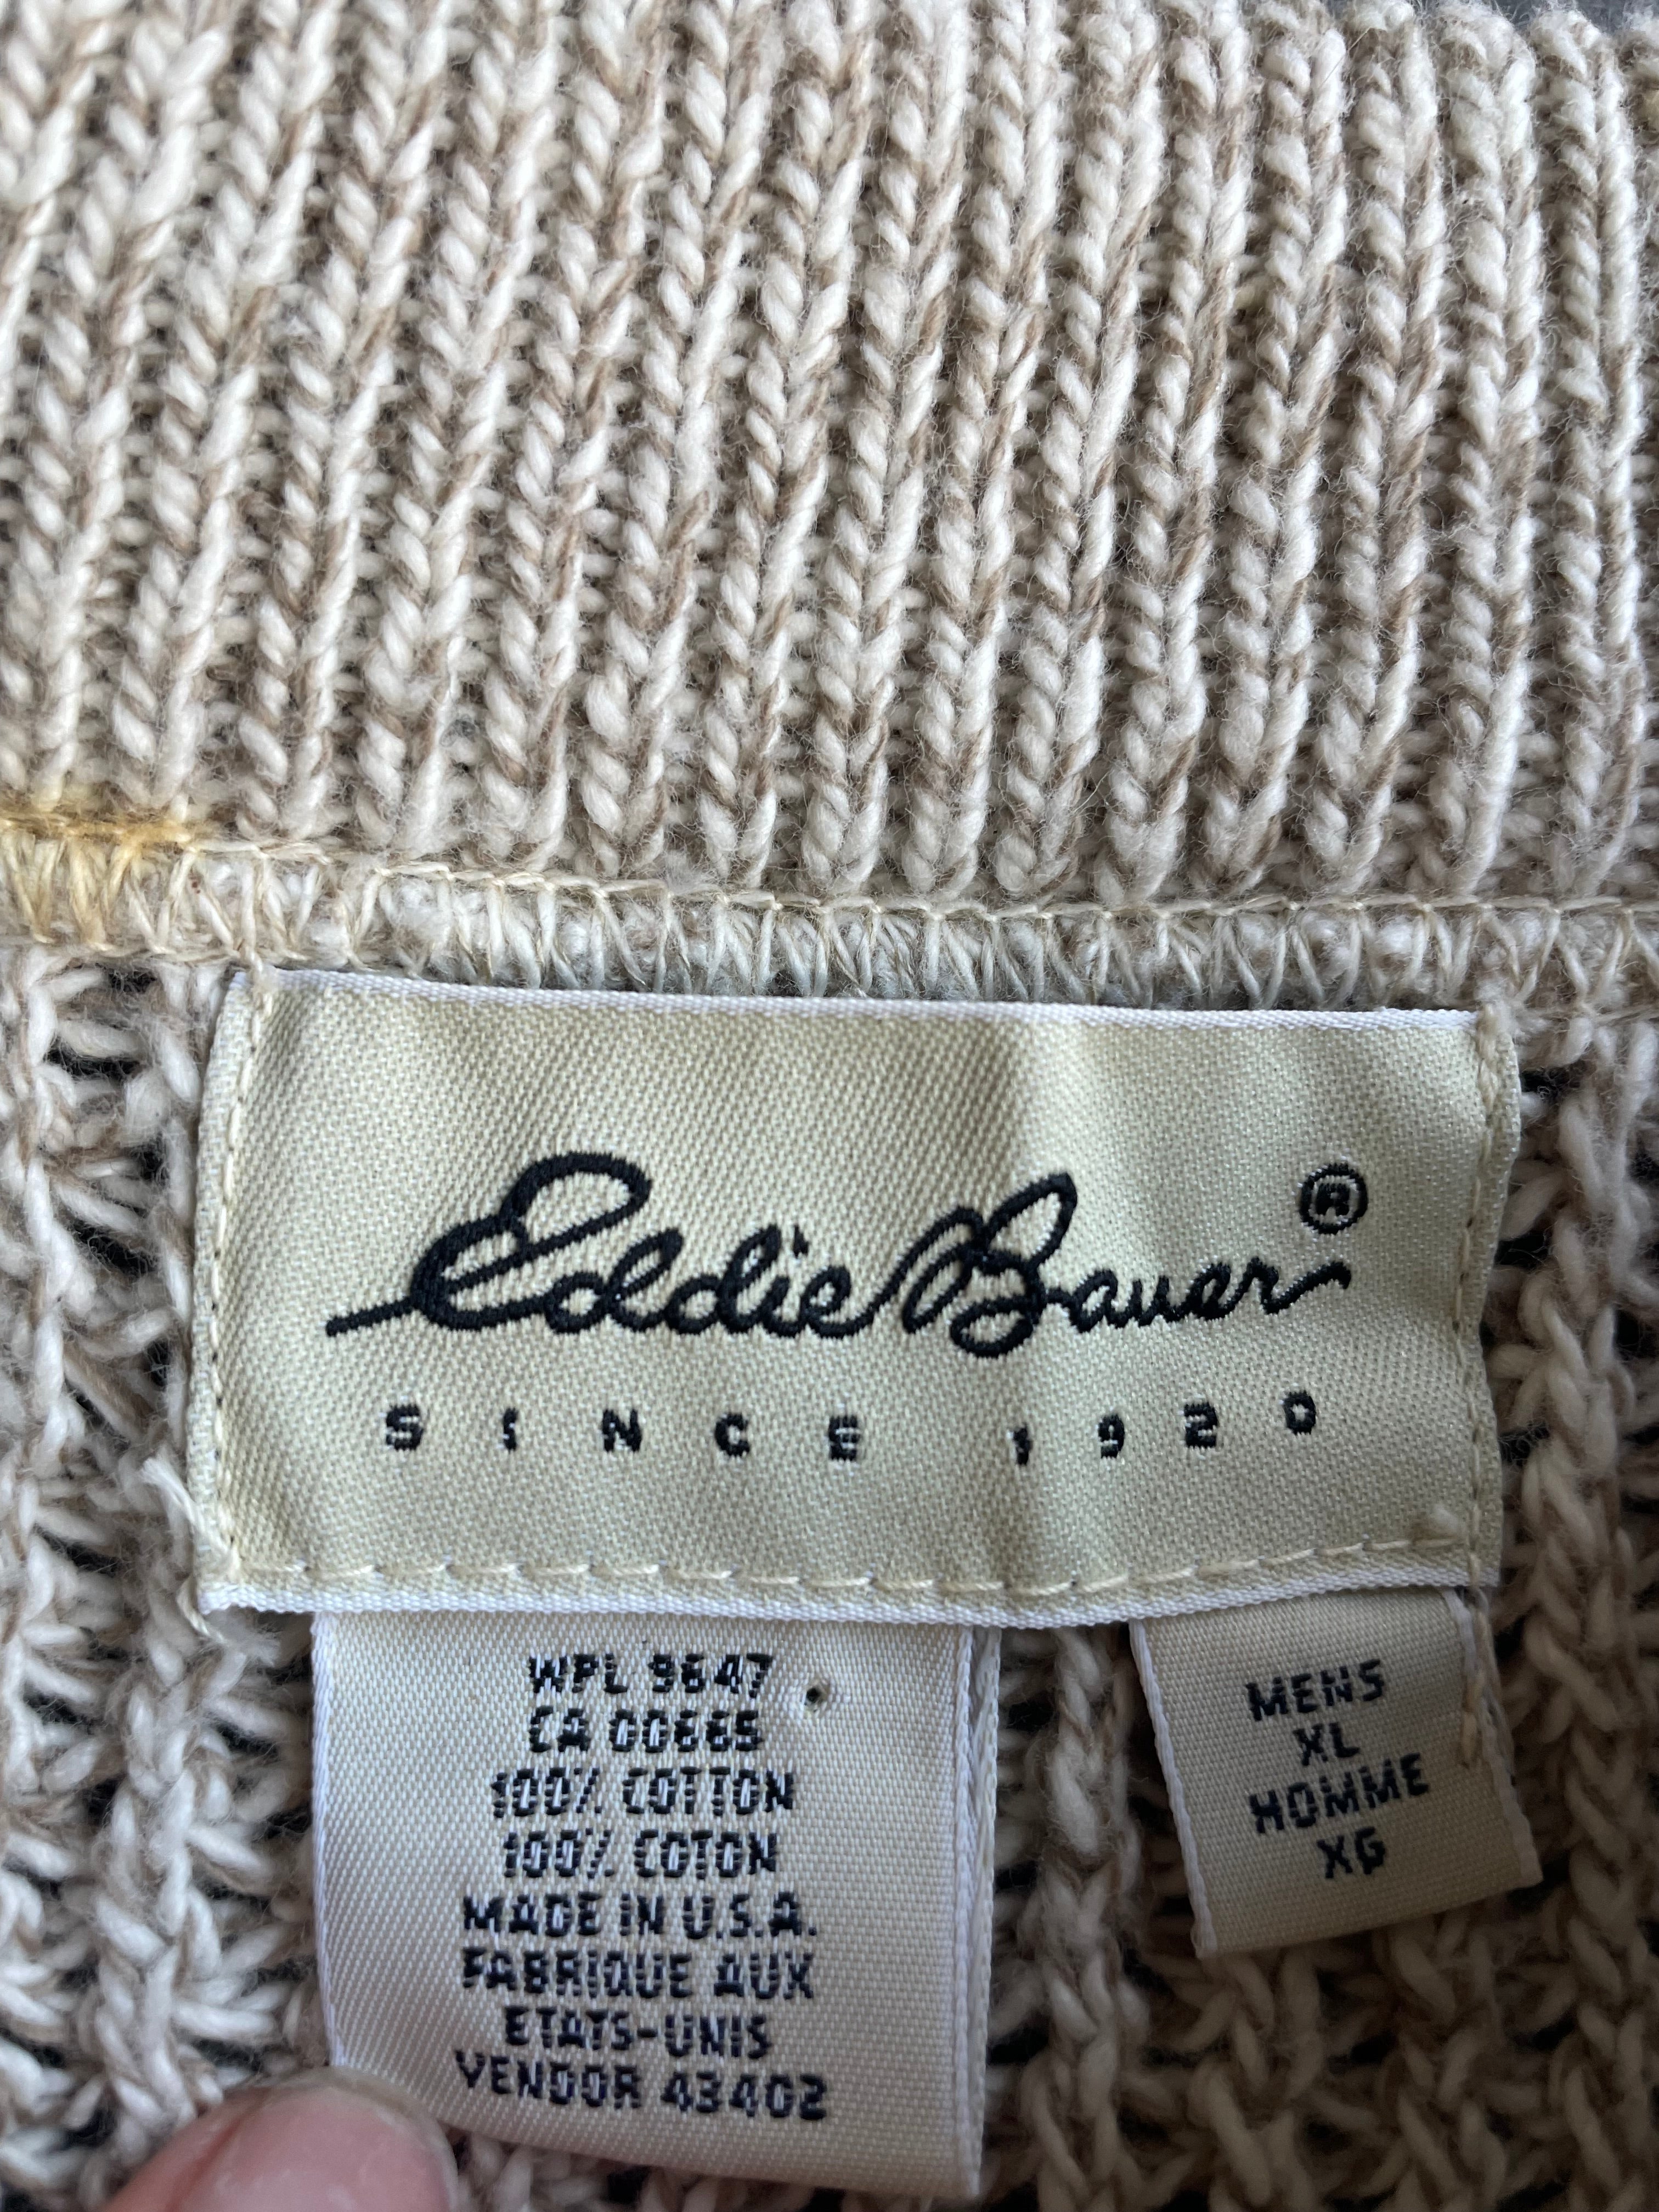 Eddie Bauer®
SINCE 1920
WPL 9647
CA 00665
100% COTTON
100% COTON
MADE IN U.S.A.
FABRIQUE AUX
ETATS-UNIS
VENDOR 43402
MENS
XL
HOMME
XG